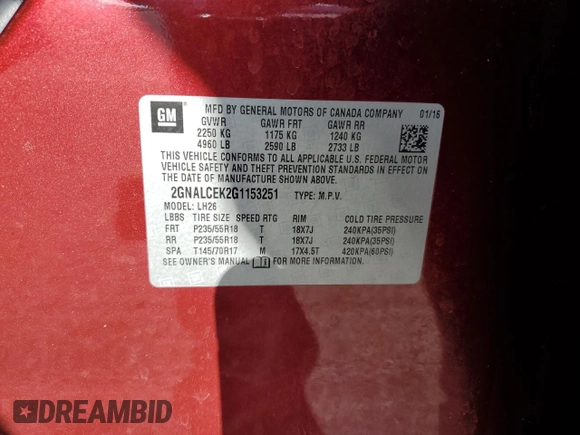 GM MFD BY GENERAL MOTORS OF CANADA COMPANY 01/16
GVWR GAWR FRT GAWR RR
2250 KG 1175 KG 1240 KG
4960 LB 2590 LB 2733 LB
THIS VEHICLE CONFORMS TO ALL APPLICABLE U.S. FEDERAL MOTOR
VEHICLE SAFETY AND THEFT PREVENTION STANDARDS IN EFFECT ON
THE DATE OF MANUFACTURE SHOWN ABOVE.
2GNALCEK2G1153251 TYPE: M.P.V.
MODEL: LH26
LBBS TIRE SIZE SPEED RTG RIM COLD TIRE PRESSURE
FRT P235/55R18 T 18X7J 240KPA(35PSI)
RR P235/55R18 T 18X7J 240KPA(35PSI)
SPA T145/70R17 M 17X4.5T 420KPA(60PSI)
SEE OWNER'S MANUAL FOR MORE INFORMATION.
DREAMBID